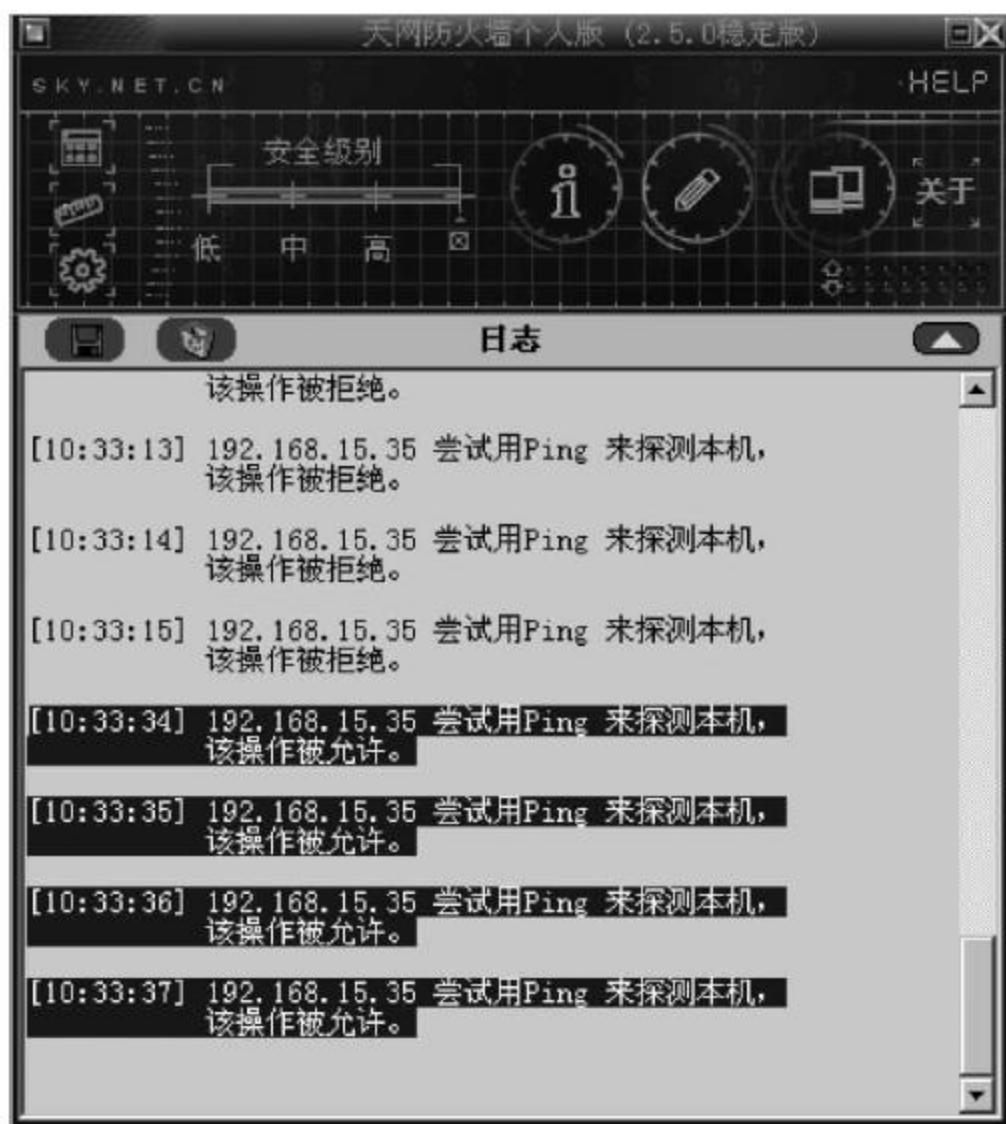 天网防火墙个人版 (2.5.0稳定版)
SKY.NET.CN
HELP
安全级别
低 中 高
关于
日志
该操作被拒绝。
[10:33:13] 192.168.15.35 尝试用Ping 来探测本机，
该操作被拒绝。
[10:33:14] 192.168.15.35 尝试用Ping 来探测本机，
该操作被拒绝。
[10:33:15] 192.168.15.35 尝试用Ping 来探测本机，
该操作被拒绝。
[10:33:34] 192.168.15.35 尝试用Ping 来探测本机，
该操作被允许。
[10:33:35] 192.168.15.35 尝试用Ping 来探测本机，
该操作被允许。
[10:33:36] 192.168.15.35 尝试用Ping 来探测本机，
该操作被允许。
[10:33:37] 192.168.15.35 尝试用Ping 来探测本机，
该操作被允许。